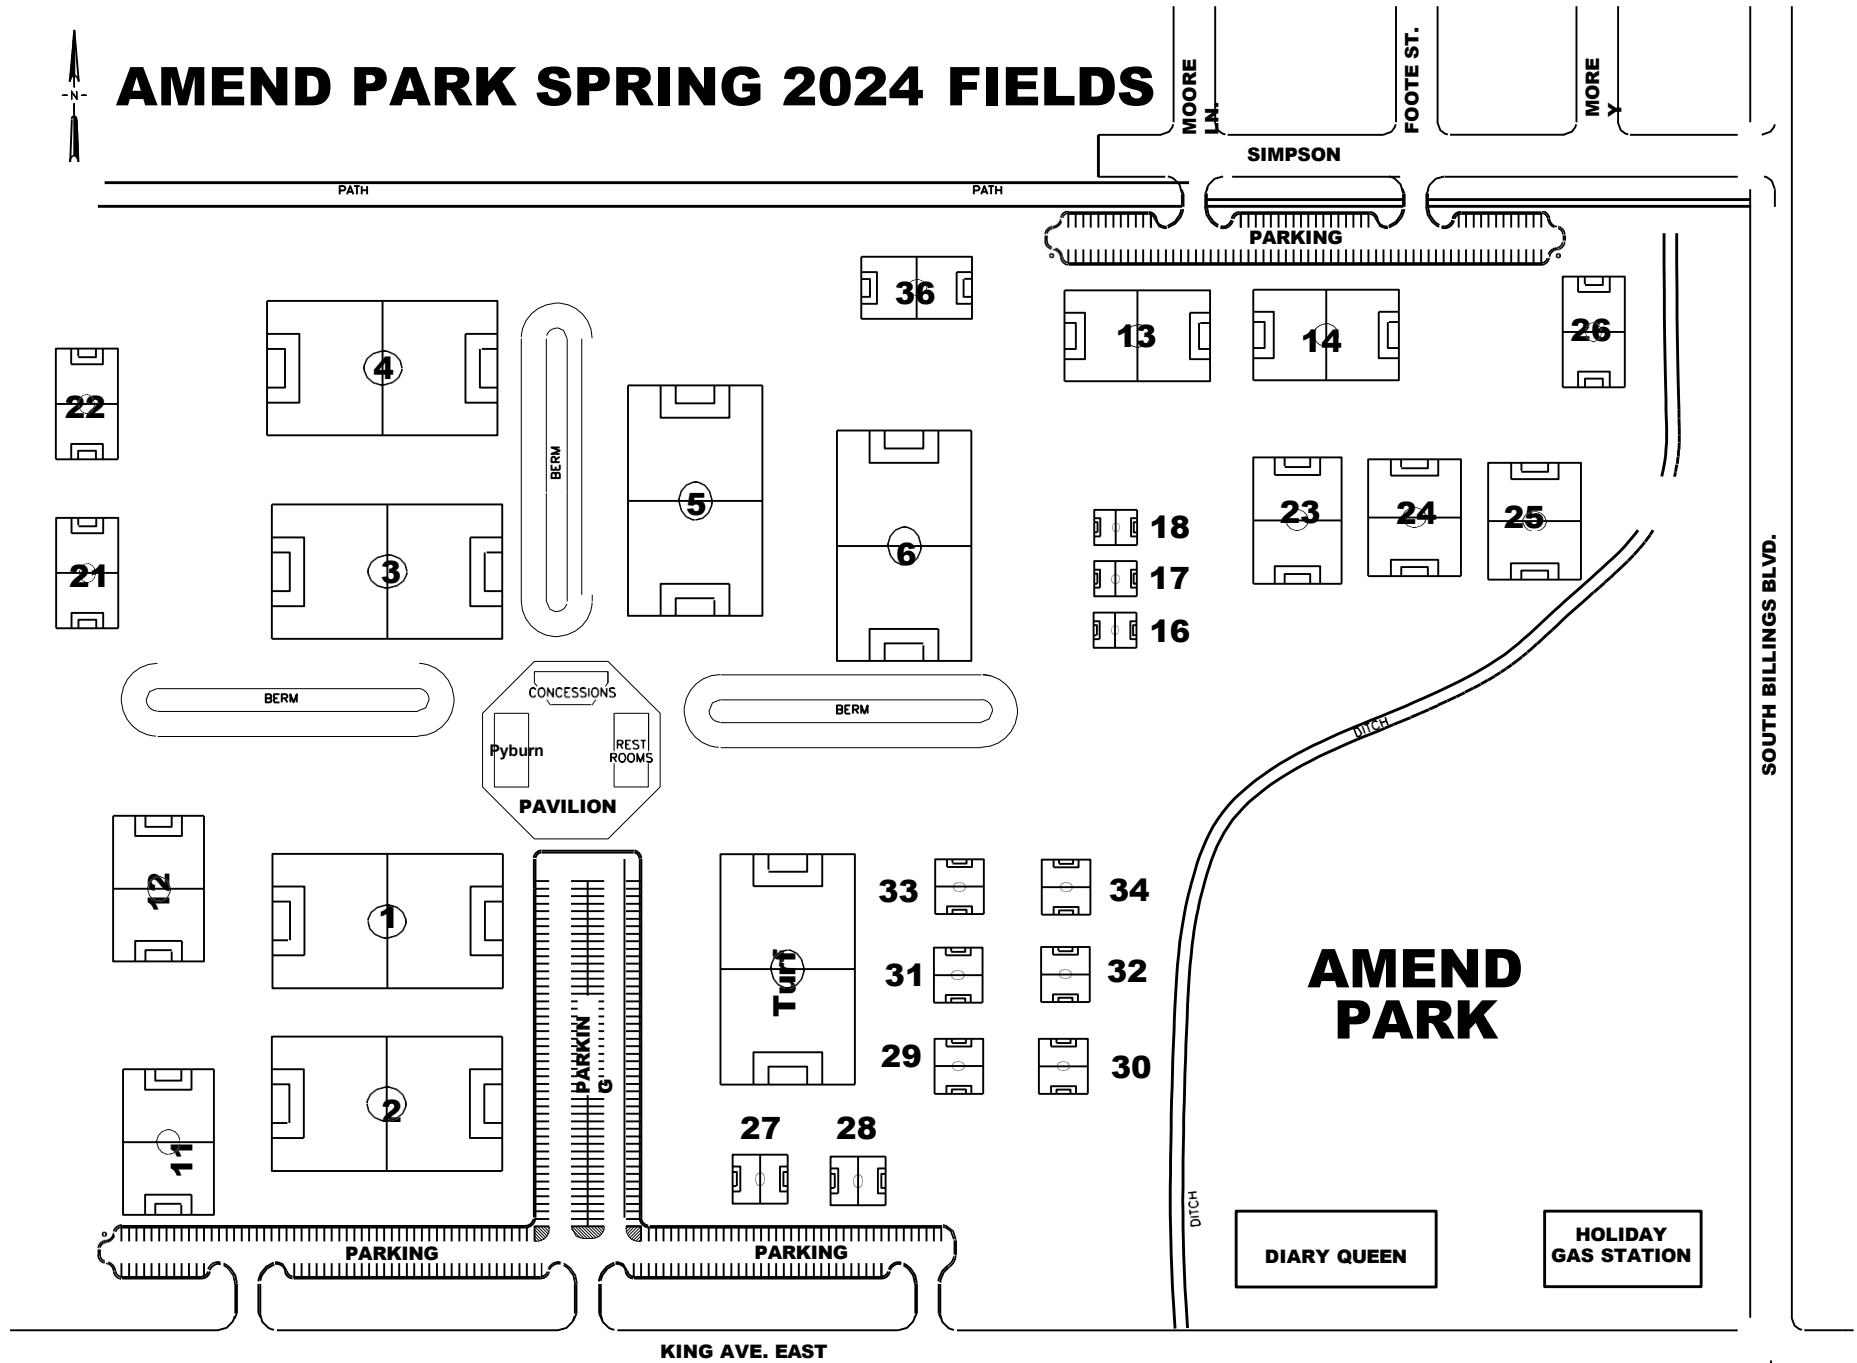 AMEND PARK SPRING 2024 FIELDS
N
MOORE
LN.
FOOTE ST.
MORE
Y
SIMPSON
PATH
PATH
PARKING
36
13
14
26
4
22
BERM
5
6
23
24
25
18
17
16
21
3
SOUTH BILLINGS BLVD.
BERM
CONCESSIONS
Pyburn
REST
ROOMS
PAVILION
BERM
DITCH
12
1
Turf
33
34
31
32
29
30
AMEND
PARK
PARKIN
G
2
11
27
28
DITCH
PARKING
PARKING
DIARY QUEEN
HOLIDAY
GAS STATION
KING AVE. EAST